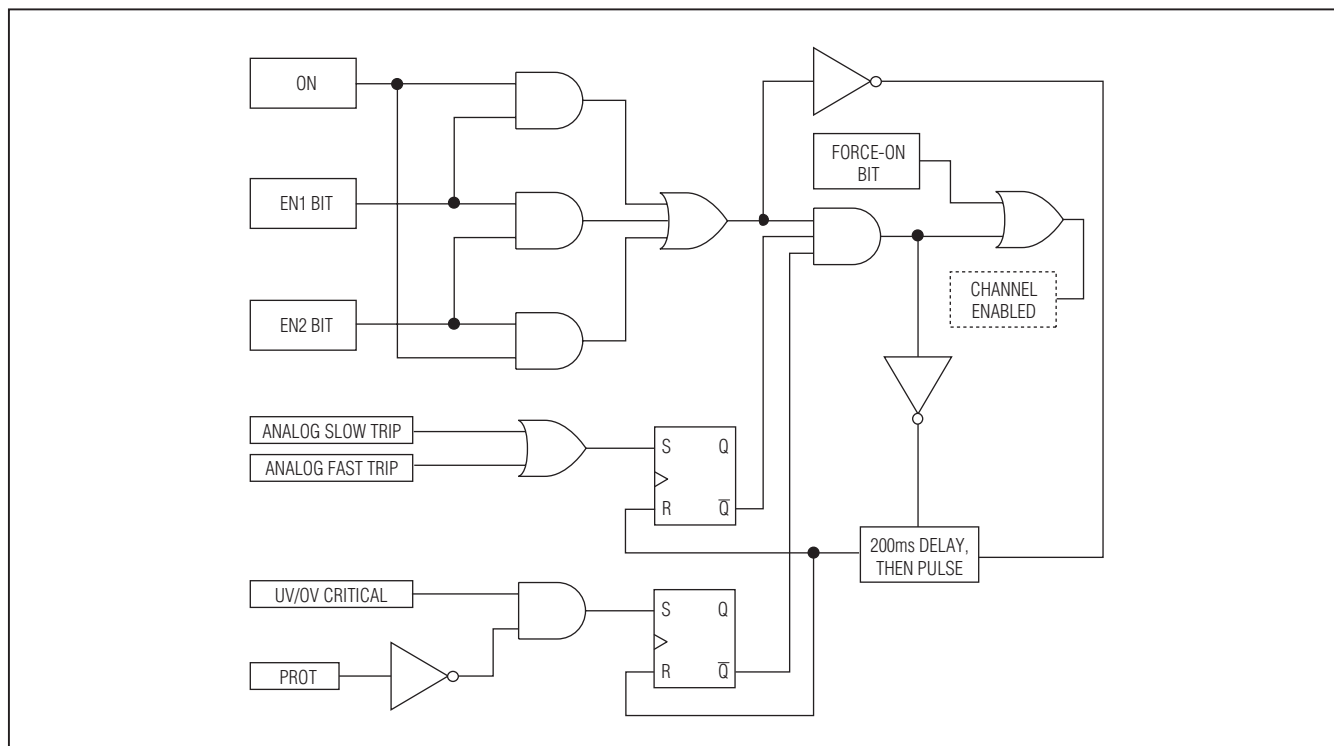 ON
FORCE-ON
BIT
EN1 BIT
CHANNEL
ENABLED
EN2 BIT
ANALOG SLOW TRIP
ANALOG FAST TRIP
S Q
R Q̅
200ms DELAY,
THEN PULSE
UV/OV CRITICAL
S Q
R Q̅
PROT